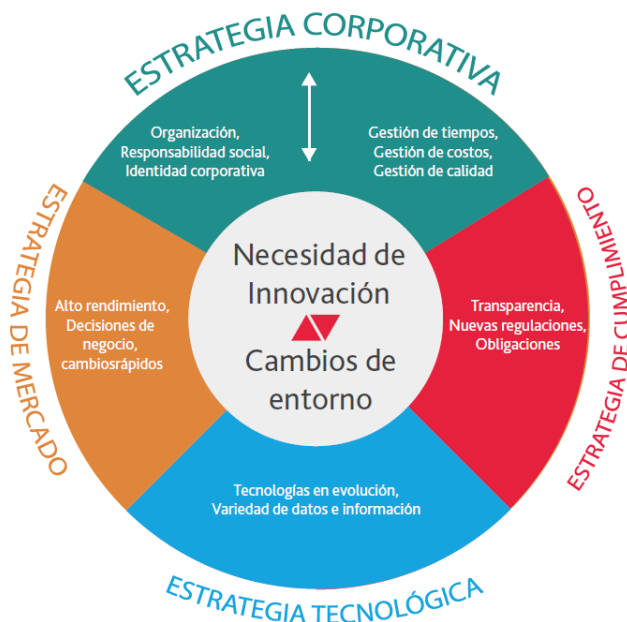 ESTRATEGIA CORPORATIVA
Organización,
Responsabilidad social,
Identidad corporativa
Gestión de tiempos,
Gestión de costos,
Gestión de calidad
ESTRATEGIA DE MERCADO
Alto rendimiento,
Decisiones de
negocio,
cambiosrápidos
Necesidad de
Innovación
Cambios de
entorno
Transparencia,
Nuevas regulaciones,
Obligaciones
ESTRATEGIA DE CUMPLIMIENTO
Tecnologías en evolución,
Variedad de datos e información
ESTRATEGIA TECNOLÓGICA